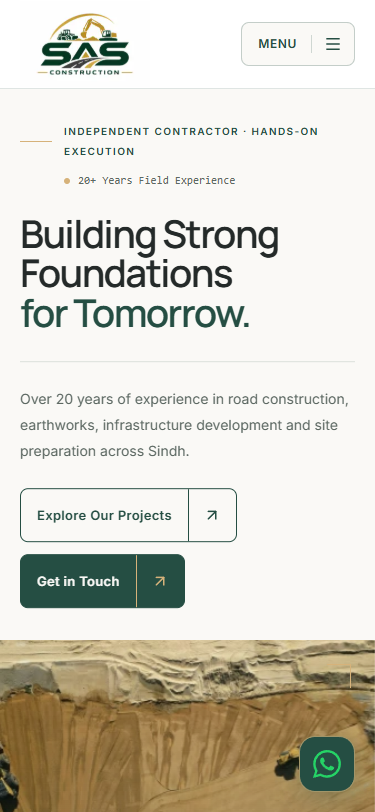 SAS
CONSTRUCTION
MENU
INDEPENDENT CONTRACTOR · HANDS-ON
EXECUTION
20+ Years Field Experience
Building Strong
Foundations
for Tomorrow.
Over 20 years of experience in road construction,
earthworks, infrastructure development and site
preparation across Sindh.
Explore Our Projects
Get in Touch